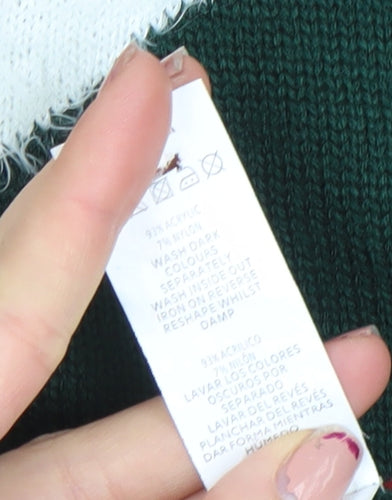 93% ACRYLIC
7% NYLON
WASH DARK
COLOURS
SEPARATELY
WASH INSIDE OUT
IRON ON REVERSE
RESHAPE WHILST
DAMP
93% ACRILICO
7% NILÓN
LAVAR LOS COLORES
OSCUROS POR
SEPARADO
LAVAR DEL REVÉS
PLANCHAR DEL REVÉS
DAR FORMA MIENTRAS
HÚMEDO